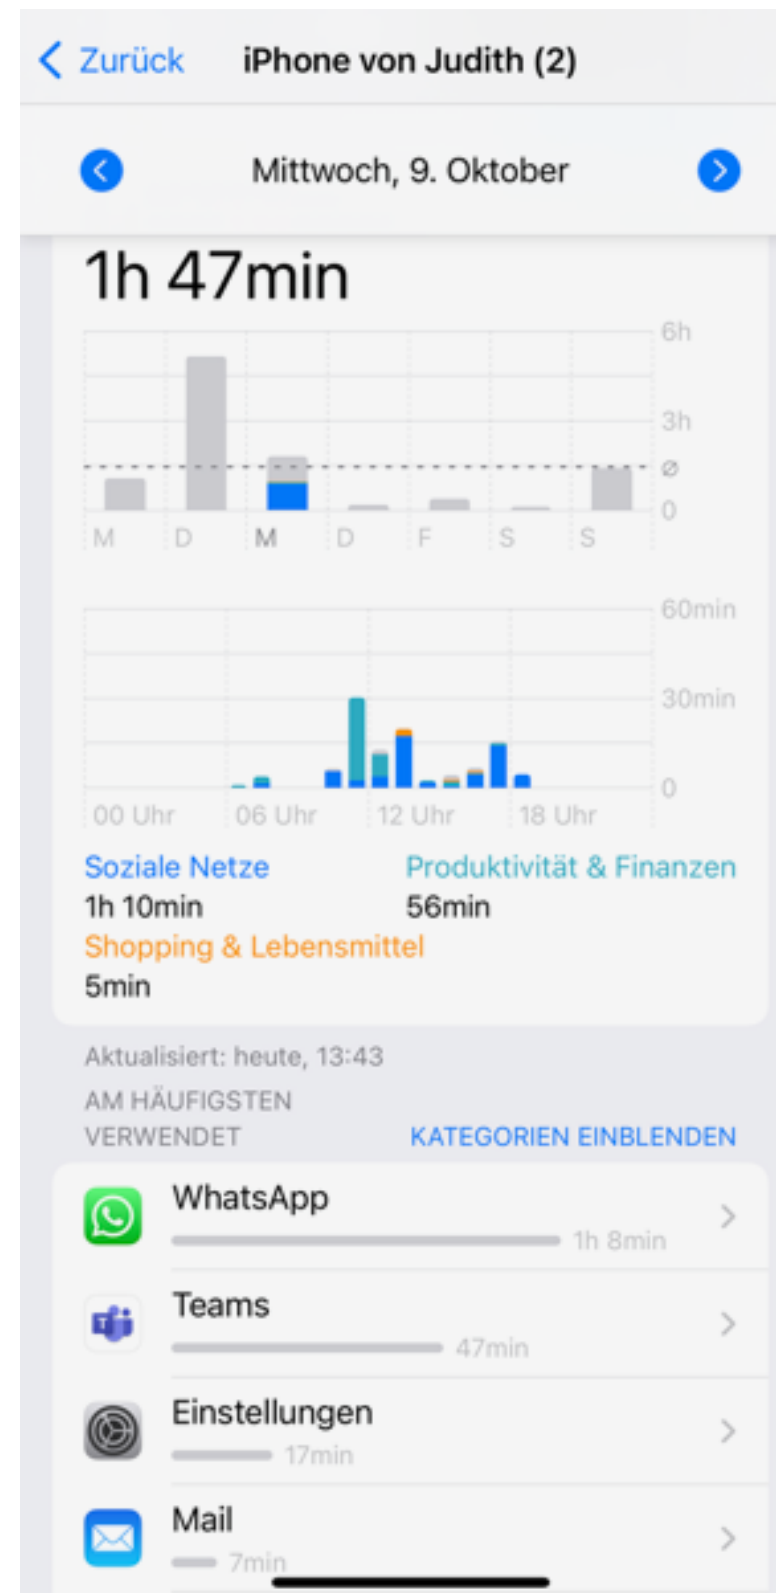 Zurück iPhone von Judith (2)
Mittwoch, 9. Oktober
1h 47min
6h
3h
Ø
0
M D M D F S S
60min
30min
0
00 Uhr 06 Uhr 12 Uhr 18 Uhr
Soziale Netze Produktivität & Finanzen
1h 10min 56min
Shopping & Lebensmittel
5min
Aktualisiert: heute, 13:43
AM HÄUFIGSTEN
VERWENDET KATEGORIEN EINBLENDEN
WhatsApp
1h 8min
Teams
47min
Einstellungen
17min
Mail
7min